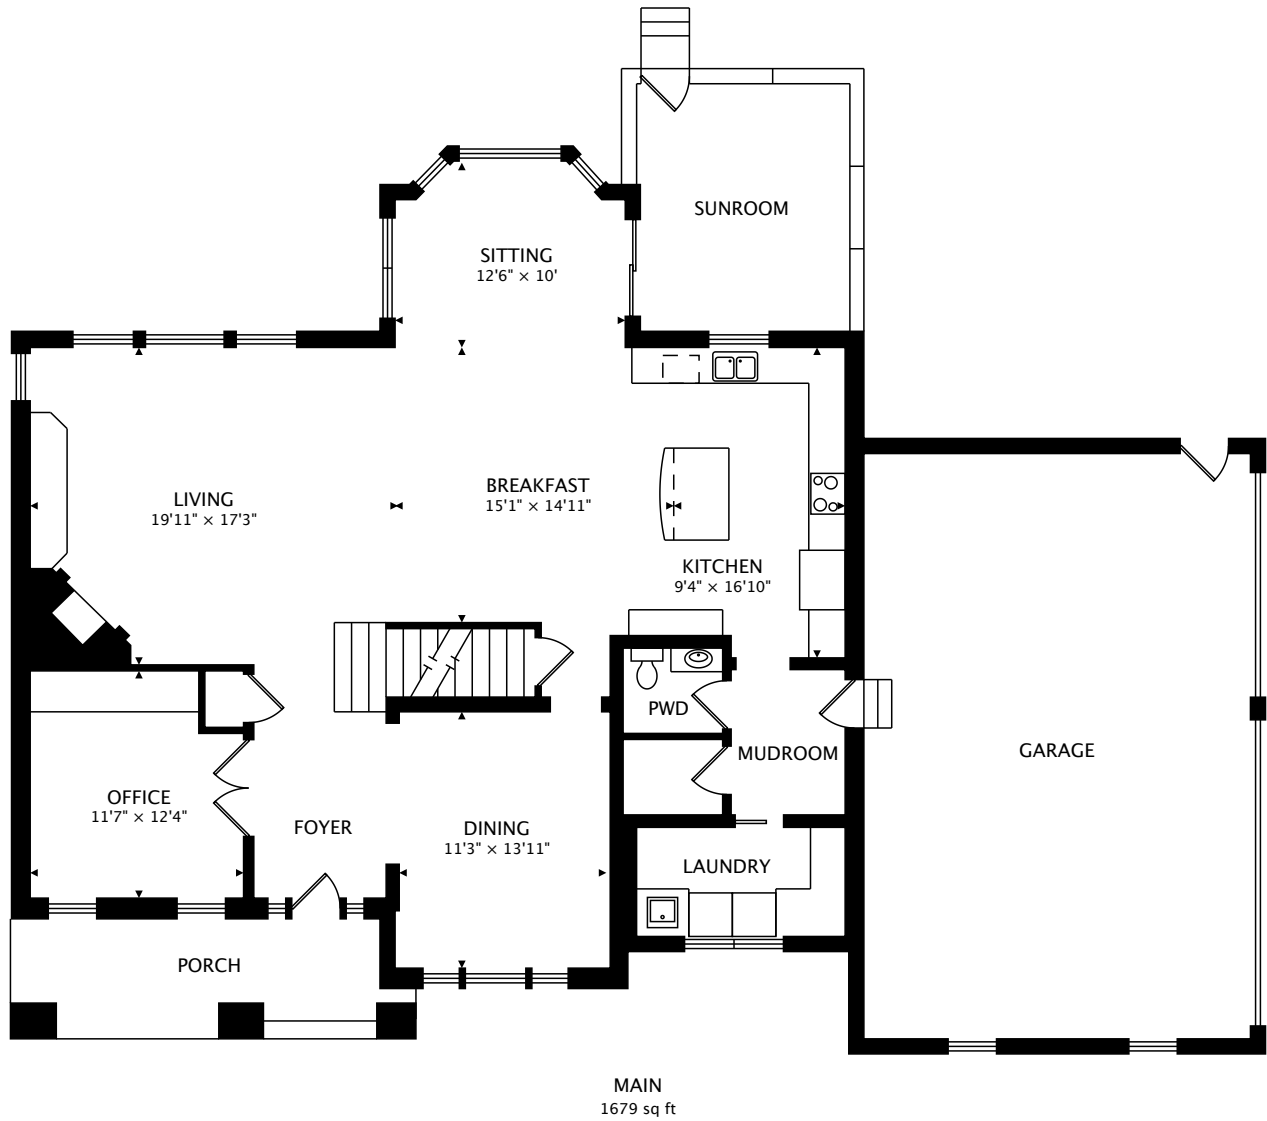 SUNROOM
SITTING
12'6" × 10'
LIVING
19'11" × 17'3"
BREAKFAST
15'1" × 14'11"
KITCHEN
9'4" × 16'10"
PWD
MUDROOM
GARAGE
OFFICE
11'7" × 12'4"
FOYER
DINING
11'3" × 13'11"
LAUNDRY
PORCH
MAIN
1679 sq ft